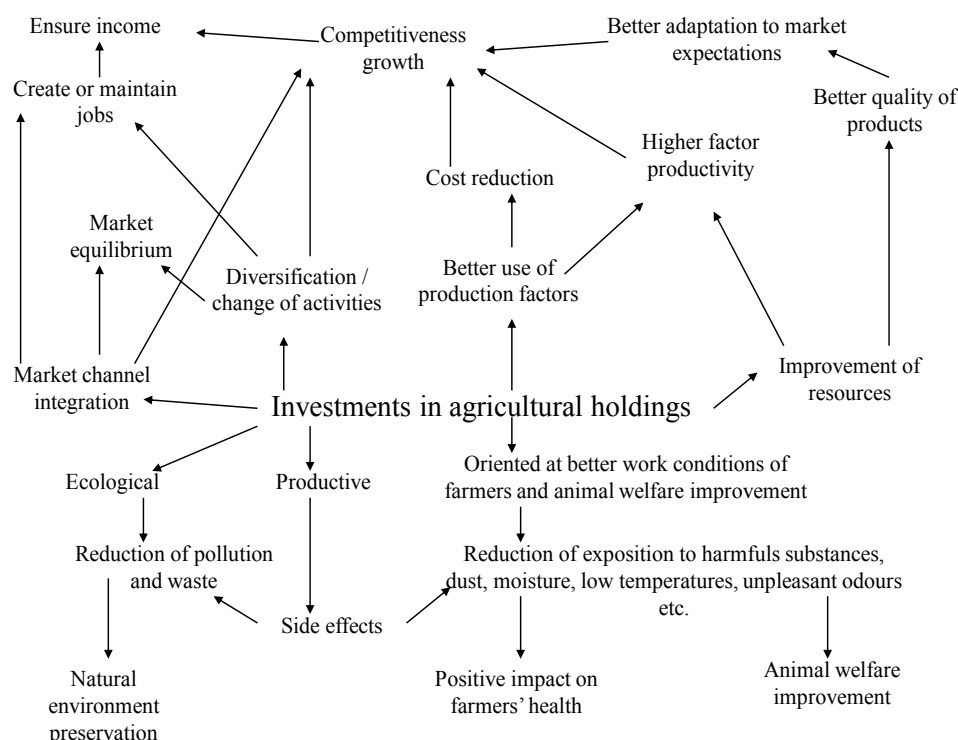 Ensure income
Competitiveness
growth
Better adaptation to market
expectations
Create or maintain
jobs
Better quality of
products
Higher factor
productivity
Cost reduction
Market
equilibrium
Diversification /
change of activities
Better use of
production factors
Market channel
integration
Improvement of
resources
Investments in agricultural holdings
Ecological
Productive
Oriented at better work conditions of
farmers and animal welfare improvement
Reduction of pollution
and waste
Reduction of exposition to harmfuls substances,
dust, moisture, low temperatures, unpleasant odours
etc.
Side effects
Natural
environment
preservation
Positive impact on
farmers’ health
Animal welfare
improvement